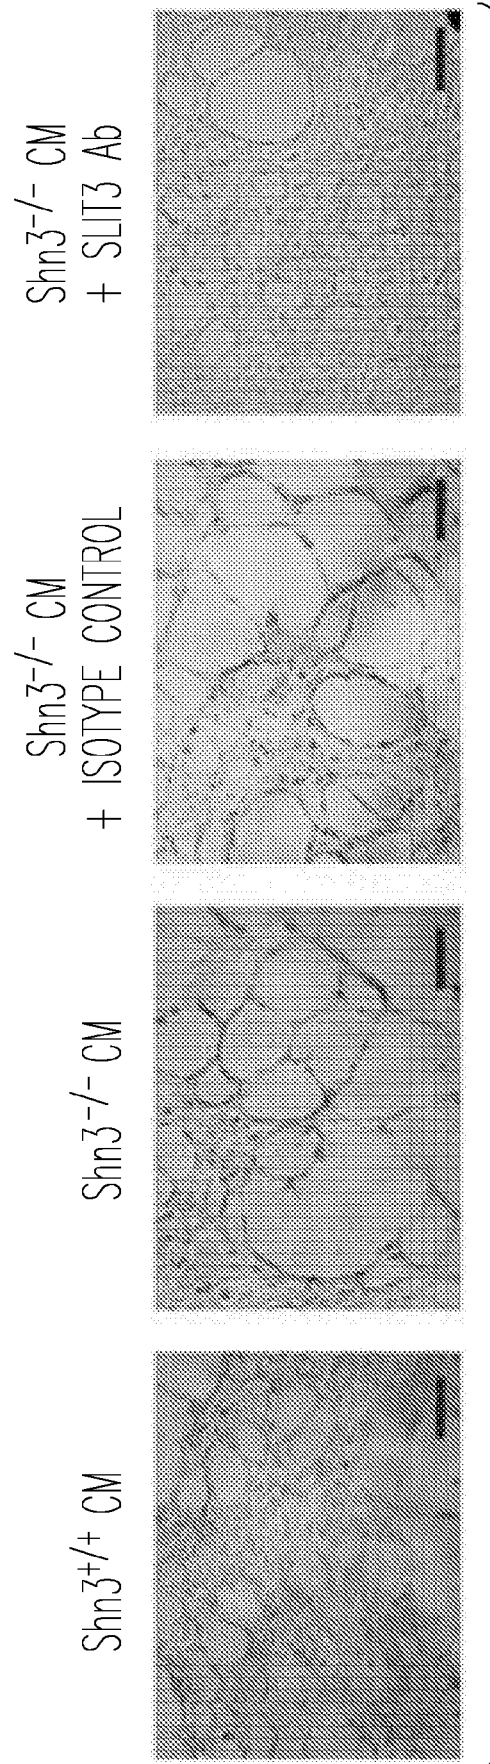 Shn3+/+ CM
Shn3-/- CM
Shn3-/- CM
+ ISOTYPE CONTROL
Shn3-/- CM
+ SLIT3 Ab